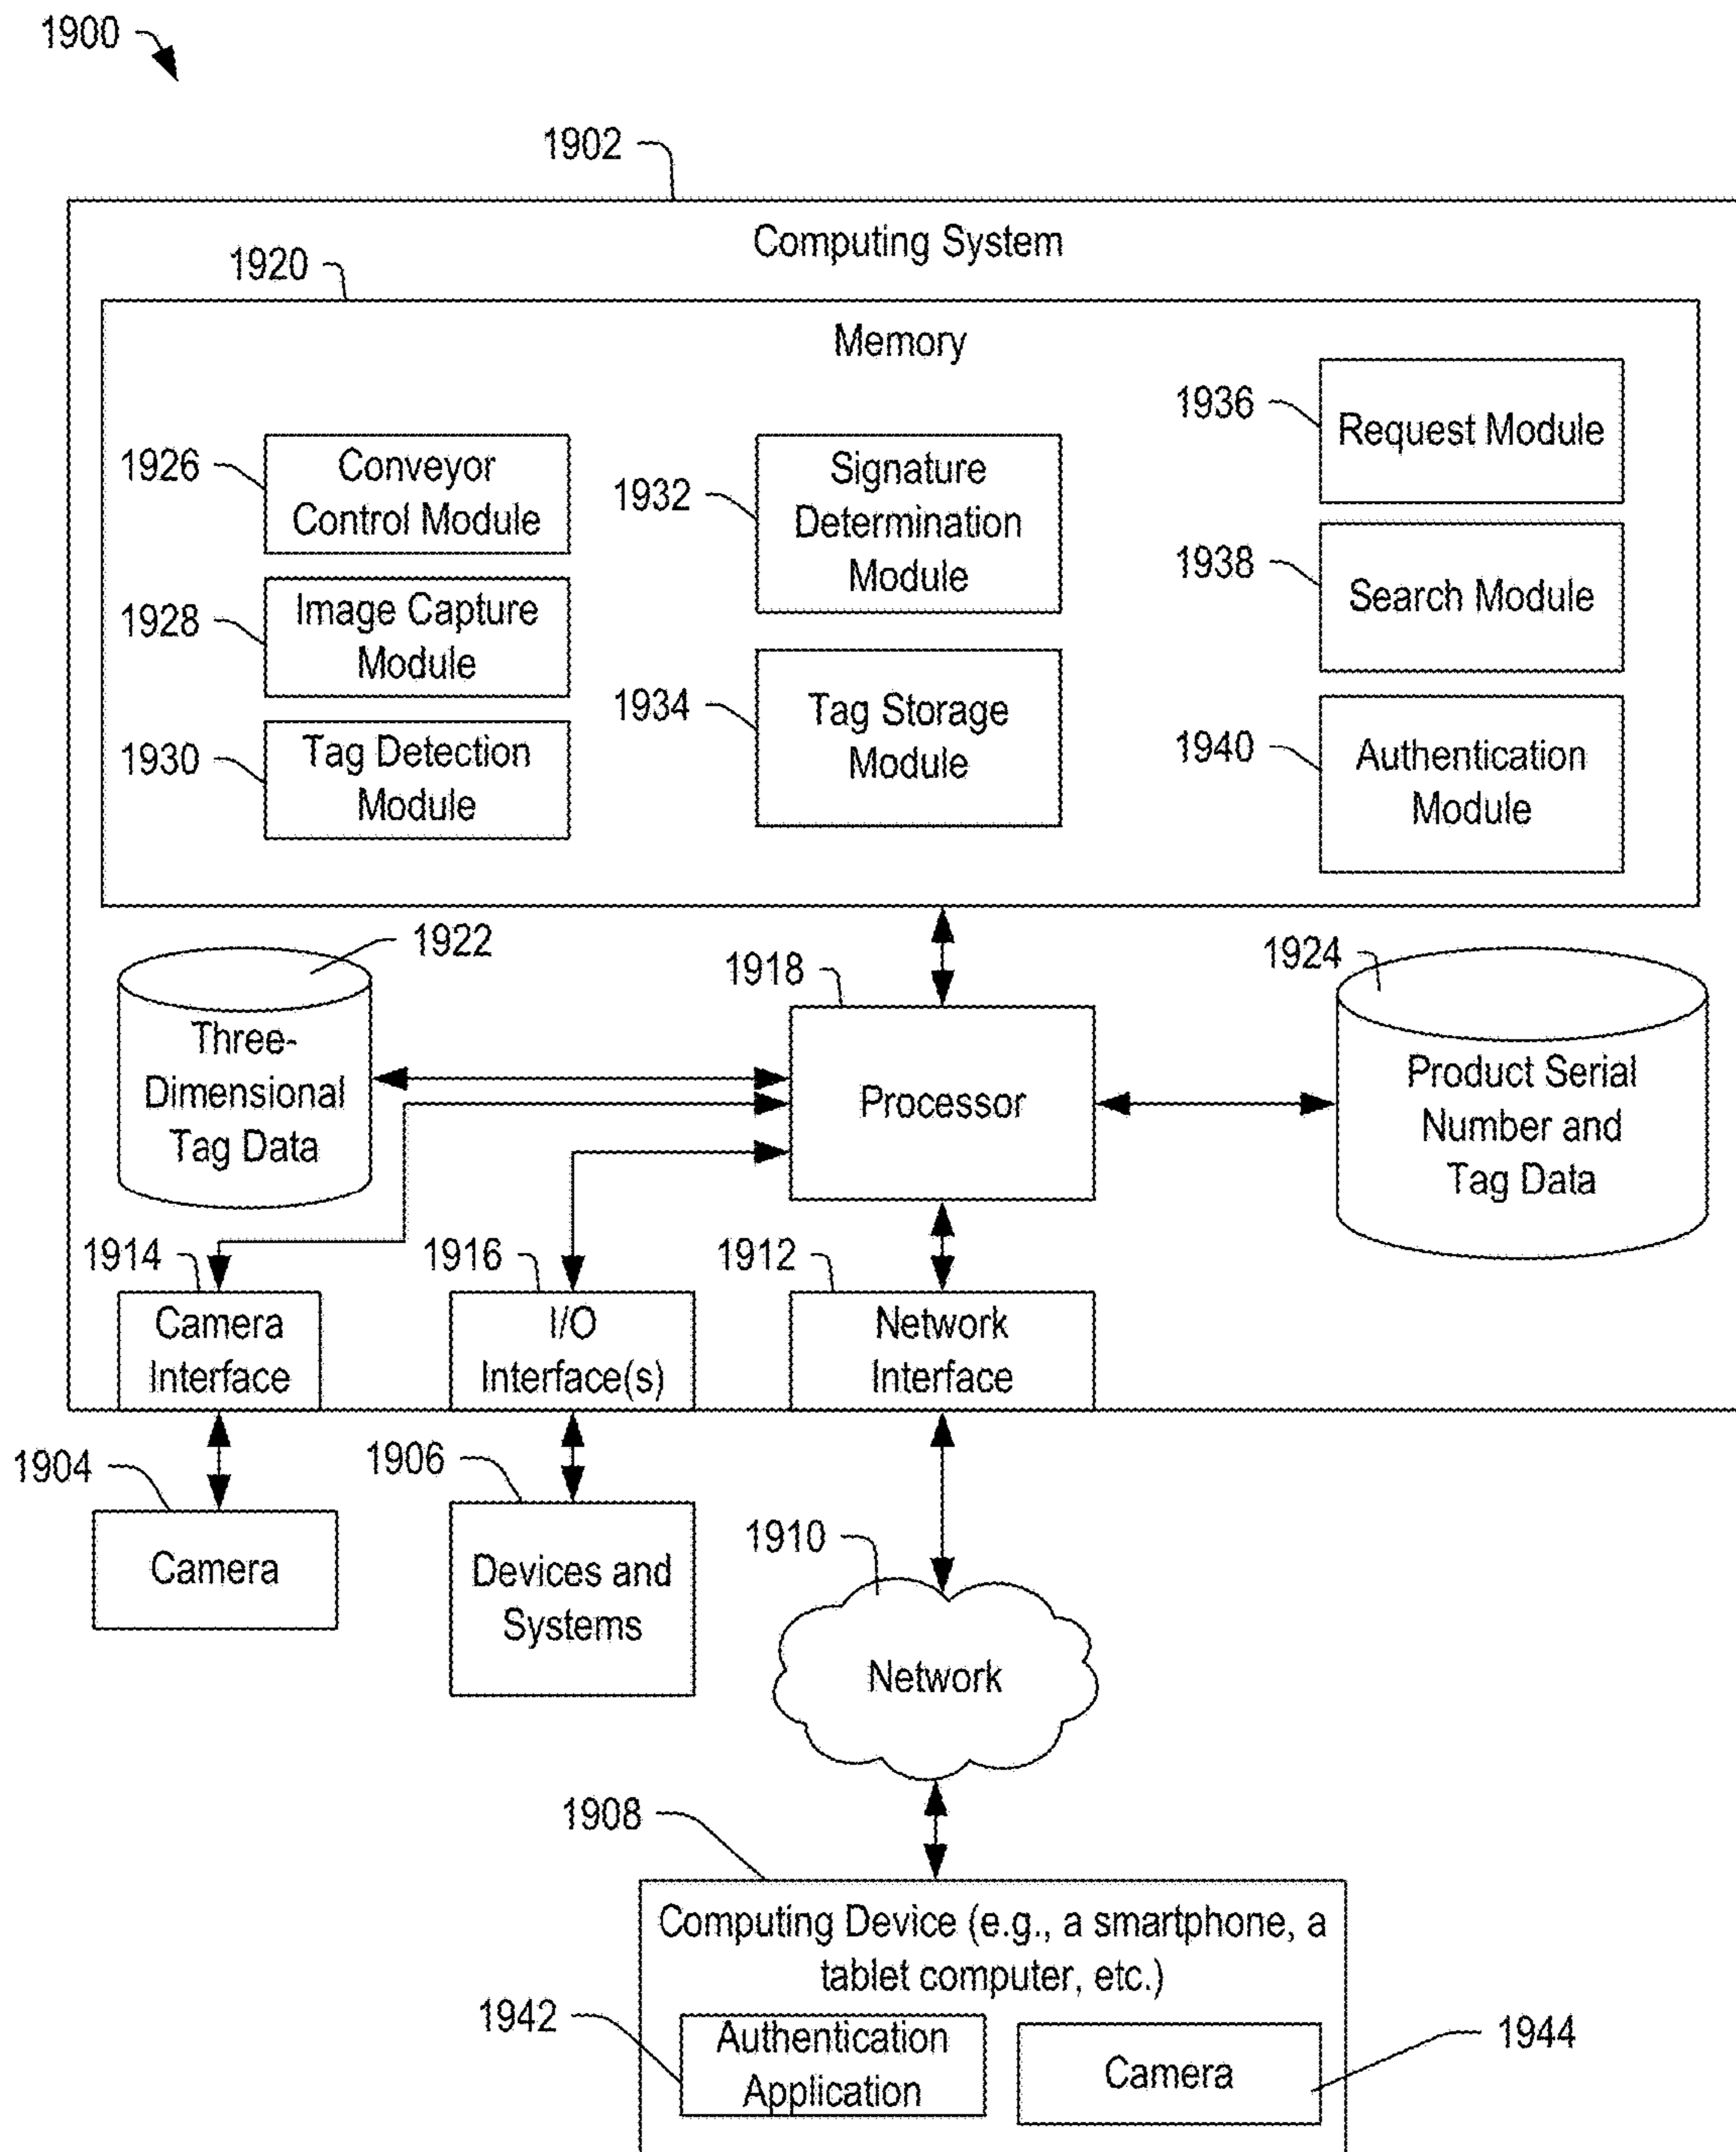 1900
1902
Computing System
1920
Memory
1926
Conveyor
Control Module
1928
Image Capture
Module
1930
Tag Detection
Module
1932
Signature
Determination
Module
1934
Tag Storage
Module
1936
Request Module
1938
Search Module
1940
Authentication
Module
1922
Three-
Dimensional
Tag Data
1918
Processor
1924
Product Serial
Number and
Tag Data
1914
Camera
Interface
1916
I/O
Interface(s)
1912
Network
Interface
1904
Camera
1906
Devices and
Systems
1910
Network
1908
Computing Device (e.g., a smartphone, a
tablet computer, etc.)
1942
Authentication
Application
Camera
1944